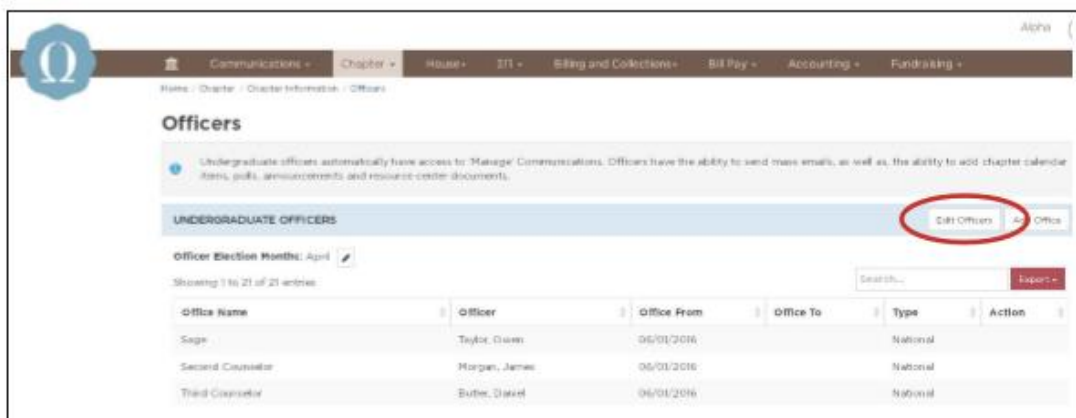 Alpha
Ω
Communications Chapter House 311 Billing and Collections Bill Pay Accounting Fundraising
Home / Chapter / Chapter Information / Officers
Officers
Undergraduate officers automatically have access to 'Manage' Communications. Officers have the ability to send mass emails, as well as, the ability to add chapter calendar
items, polls, announcements and resource center documents.
UNDERGRADUATE OFFICERS Edit Officers Add Office
Officer Election Months: April
Showing 1 to 21 of 21 entries Search... Export
Office Name Officer Office From Office To Type Action
Sage Taylor, Owen 06/01/2016 National
Second Counselor Morgan, James 06/01/2016 National
Third Counselor Butler, Daniel 06/01/2016 National